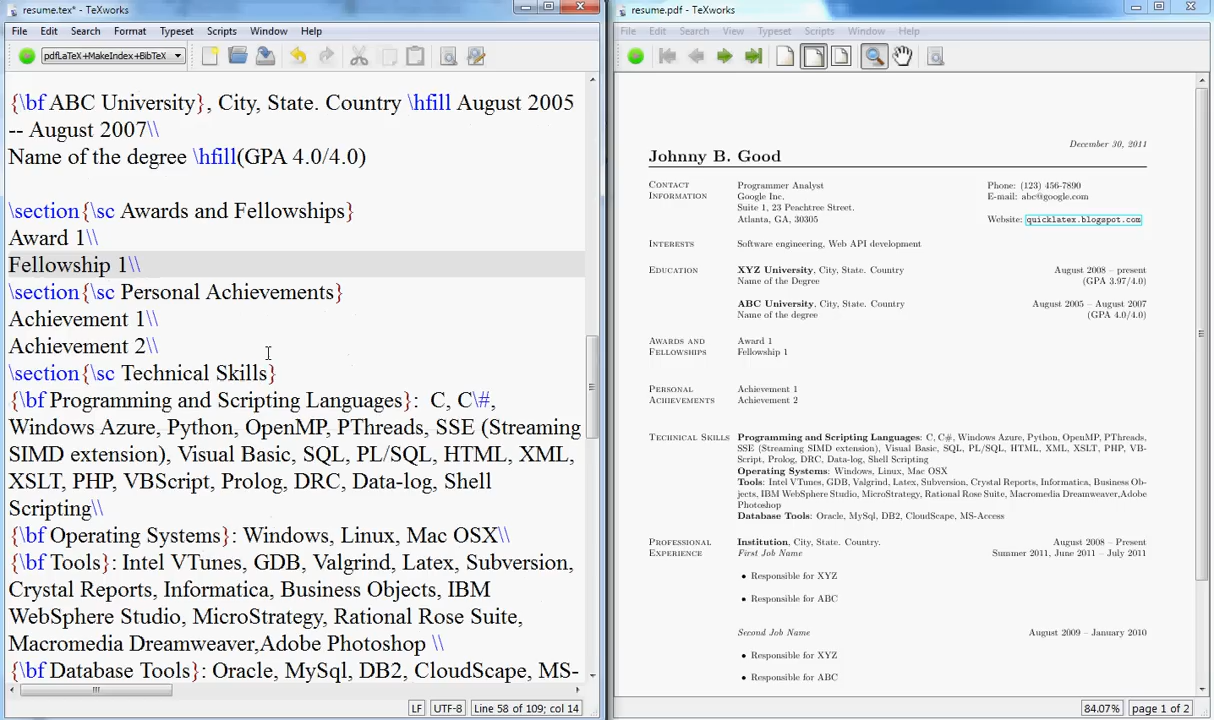 resume.tex* - TeXworks
File Edit Search Format Typeset Scripts Window Help
pdfLaTeX+MakeIndex+BibTeX
{\bf ABC University}, City, State. Country \hfill August 2005
-- August 2007\\
Name of the degree \hfill(GPA 4.0/4.0)
\section{\sc Awards and Fellowships}
Award 1\\
Fellowship 1\\
\section{\sc Personal Achievements}
Achievement 1\\
Achievement 2\\
\section{\sc Technical Skills}
{\bf Programming and Scripting Languages}:  C, C\#,
Windows Azure, Python, OpenMP, PThreads, SSE (Streaming
SIMD extension), Visual Basic, SQL, PL/SQL, HTML, XML,
XSLT, PHP, VBScript, Prolog, DRC, Data-log, Shell
Scripting\\
{\bf Operating Systems}: Windows, Linux, Mac OSX\\
{\bf Tools}: Intel VTunes, GDB, Valgrind, Latex, Subversion,
Crystal Reports, Informatica, Business Objects, IBM
WebSphere Studio, MicroStrategy, Rational Rose Suite,
Macromedia Dreamweaver,Adobe Photoshop \\
{\bf Database Tools}: Oracle, MySql, DB2, CloudScape, MS-
LF UTF-8 Line 58 of 109; col 14
resume.pdf - TeXworks
File Edit Search View Typeset Scripts Window Help
December 30, 2011
Johnny B. Good
Contact Information
Programmer Analyst
Google Inc.
Suite 1, 23 Peachtree Street.
Atlanta, GA, 30305
Phone: (123) 456-7890
E-mail: abc@google.com
Website: quicklatex.blogspot.com
Interests Software engineering, Web API development
Education XYZ University, City, State. Country August 2008 – present
Name of the Degree (GPA 3.97/4.0)
ABC University, City, State. Country August 2005 – August 2007
Name of the degree (GPA 4.0/4.0)
Awards and Award 1
Fellowships Fellowship 1
Personal Achievement 1
Achievements Achievement 2
Technical Skills Programming and Scripting Languages: C, C#, Windows Azure, Python, OpenMP, PThreads,
SSE (Streaming SIMD extension), Visual Basic, SQL, PL/SQL, HTML, XML, XSLT, PHP, VB-
Script, Prolog, DRC, Data-log, Shell Scripting
Operating Systems: Windows, Linux, Mac OSX
Tools: Intel VTunes, GDB, Valgrind, Latex, Subversion, Crystal Reports, Informatica, Business Ob-
jects, IBM WebSphere Studio, MicroStrategy, Rational Rose Suite, Macromedia Dreamweaver,Adobe
Photoshop
Database Tools: Oracle, MySql, DB2, CloudScape, MS-Access
Professional Institution, City, State. Country. August 2008 – Present
Experience First Job Name Summer 2011, June 2011 – July 2011
• Responsible for XYZ
• Responsible for ABC
Second Job Name August 2009 – January 2010
• Responsible for XYZ
• Responsible for ABC
84.07% page 1 of 2